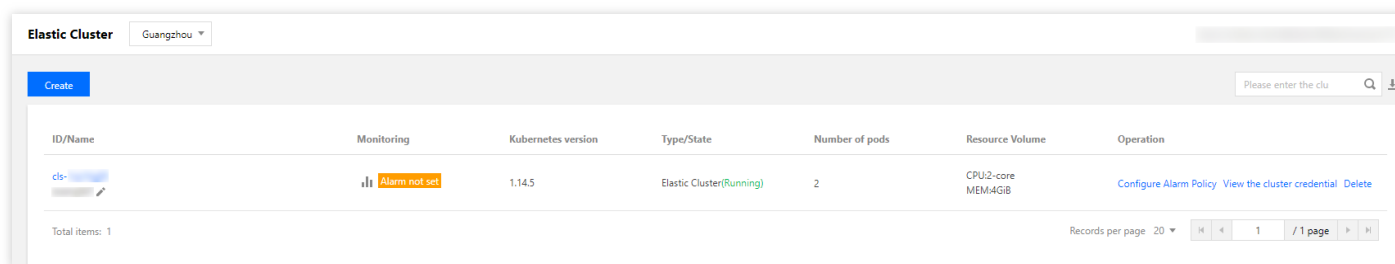 Elastic Cluster Guangzhou
Create Please enter the clu
ID/Name Monitoring Kubernetes version Type/State Number of pods Resource Volume Operation
cls- Alarm not set 1.14.5 Elastic Cluster(Running) 2 CPU:2-core Configure Alarm Policy View the cluster credential Delete
MEM:4GiB
Total items: 1 Records per page 20 1 / 1 page